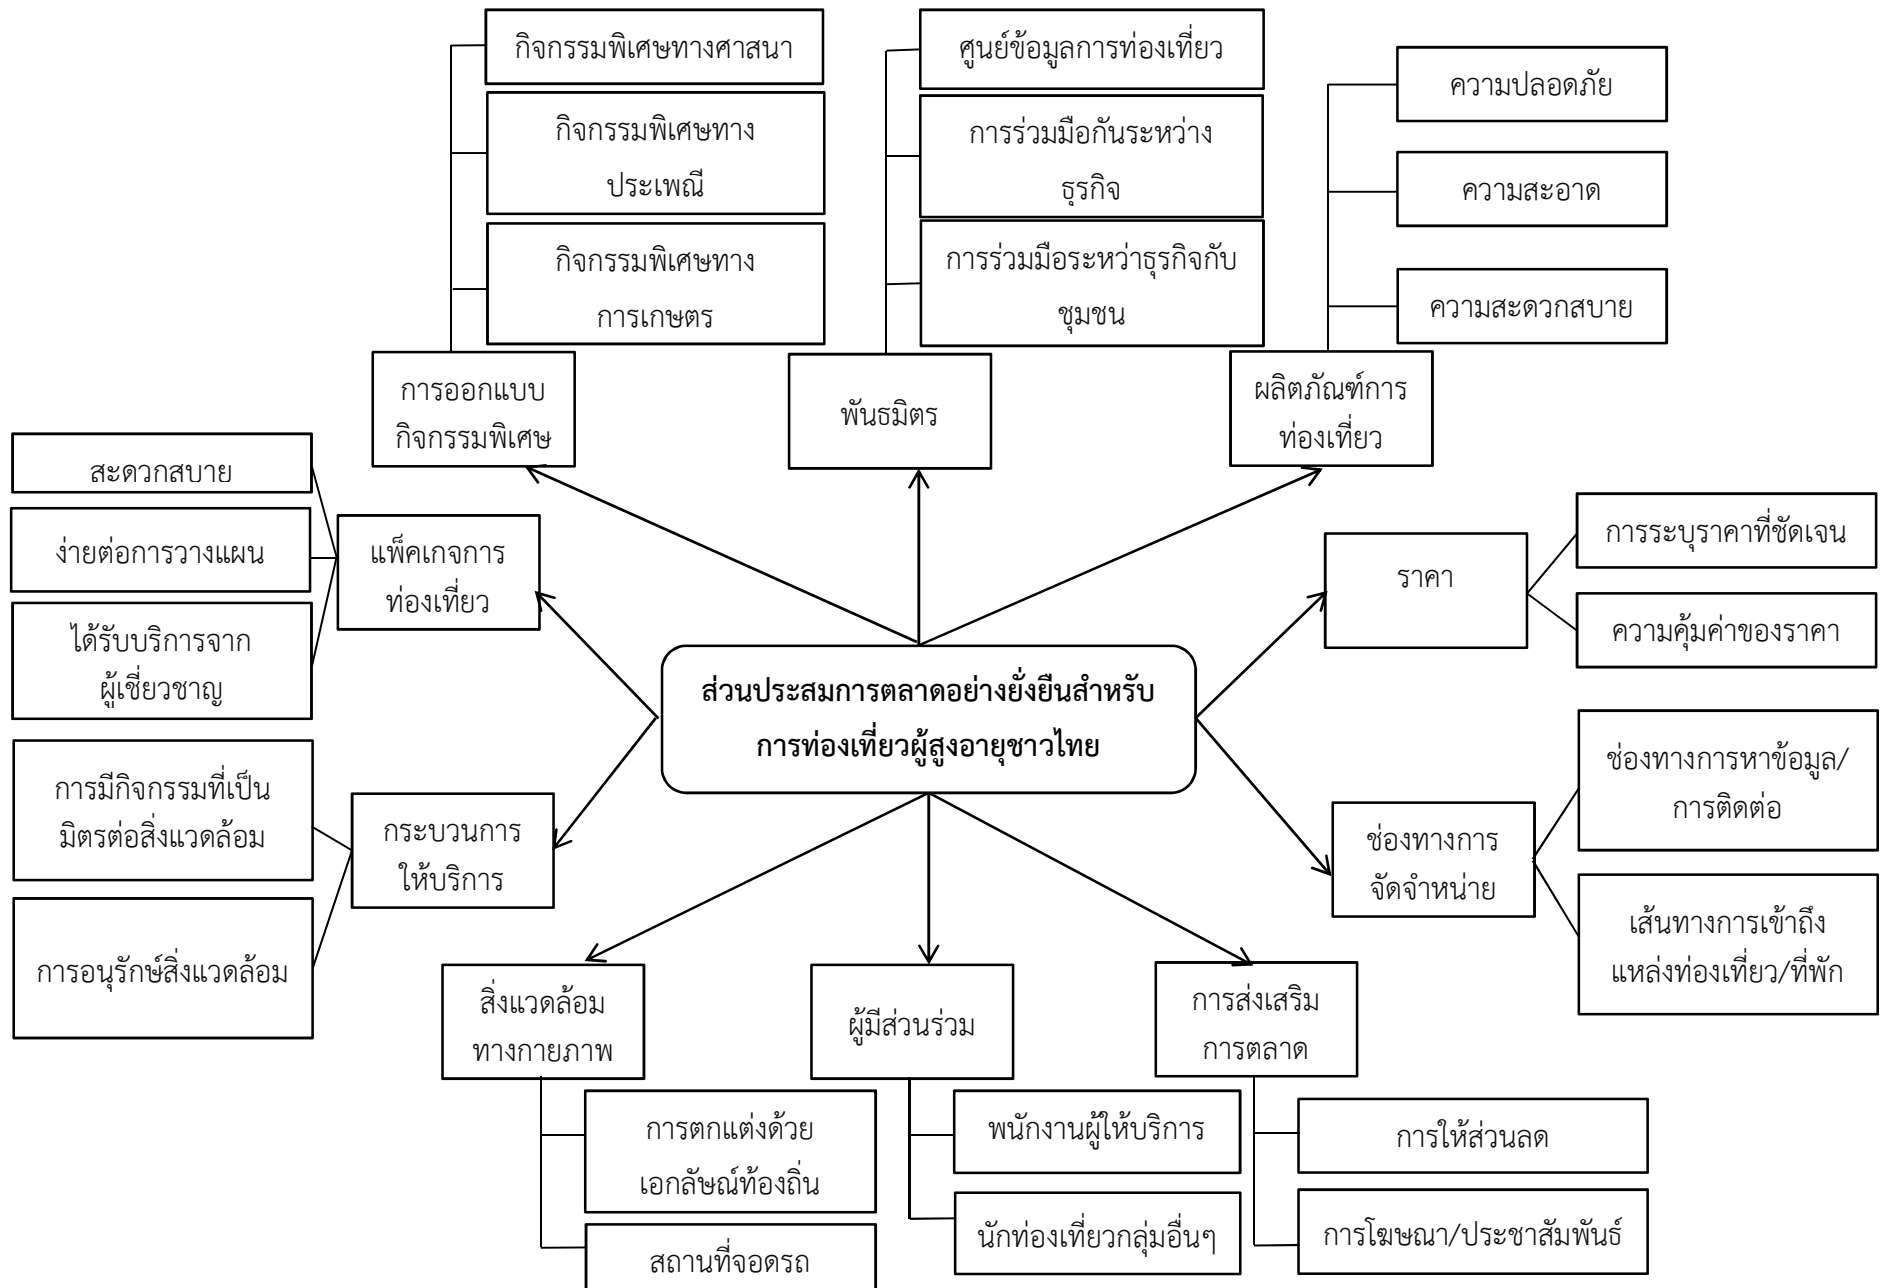 กิจกรรมพิเศษทางศาสนา
กิจกรรมพิเศษทาง
ประเพณี
กิจกรรมพิเศษทาง
การเกษตร
การออกแบบ
กิจกรรมพิเศษ
ศูนย์ข้อมูลการท่องเที่ยว
การร่วมมือกันระหว่าง
ธุรกิจ
การร่วมมือระหว่าธุรกิจกับ
ชุมชน
พันธมิตร
ความปลอดภัย
ความสะอาด
ความสะดวกสบาย
ผลิตภัณฑ์การ
ท่องเที่ยว
สะดวกสบาย
ง่ายต่อการวางแผน
ได้รับบริการจาก
ผู้เชี่ยวชาญ
แพ็คเกจการ
ท่องเที่ยว
ราคา
การระบุราคาที่ชัดเจน
ความคุ้มค่าของราคา
ส่วนประสมการตลาดอย่างยั่งยืนสำหรับ
การท่องเที่ยวผู้สูงอายุชาวไทย
การมีกิจกรรมที่เป็น
มิตรต่อสิ่งแวดล้อม
การอนุรักษ์สิ่งแวดล้อม
กระบวนการ
ให้บริการ
ช่องทางการ
จัดจำหน่าย
ช่องทางการหาข้อมูล/
การติดต่อ
เส้นทางการเข้าถึง
แหล่งท่องเที่ยว/ที่พัก
สิ่งแวดล้อม
ทางกายภาพ
การตกแต่งด้วย
เอกลัษณ์ท้องถิ่น
สถานที่จอดรถ
ผู้มีส่วนร่วม
พนักงานผู้ให้บริการ
นักท่องเที่ยวกลุ่มอื่นๆ
การส่งเสริม
การตลาด
การให้ส่วนลด
การโฆษณา/ประชาสัมพันธ์